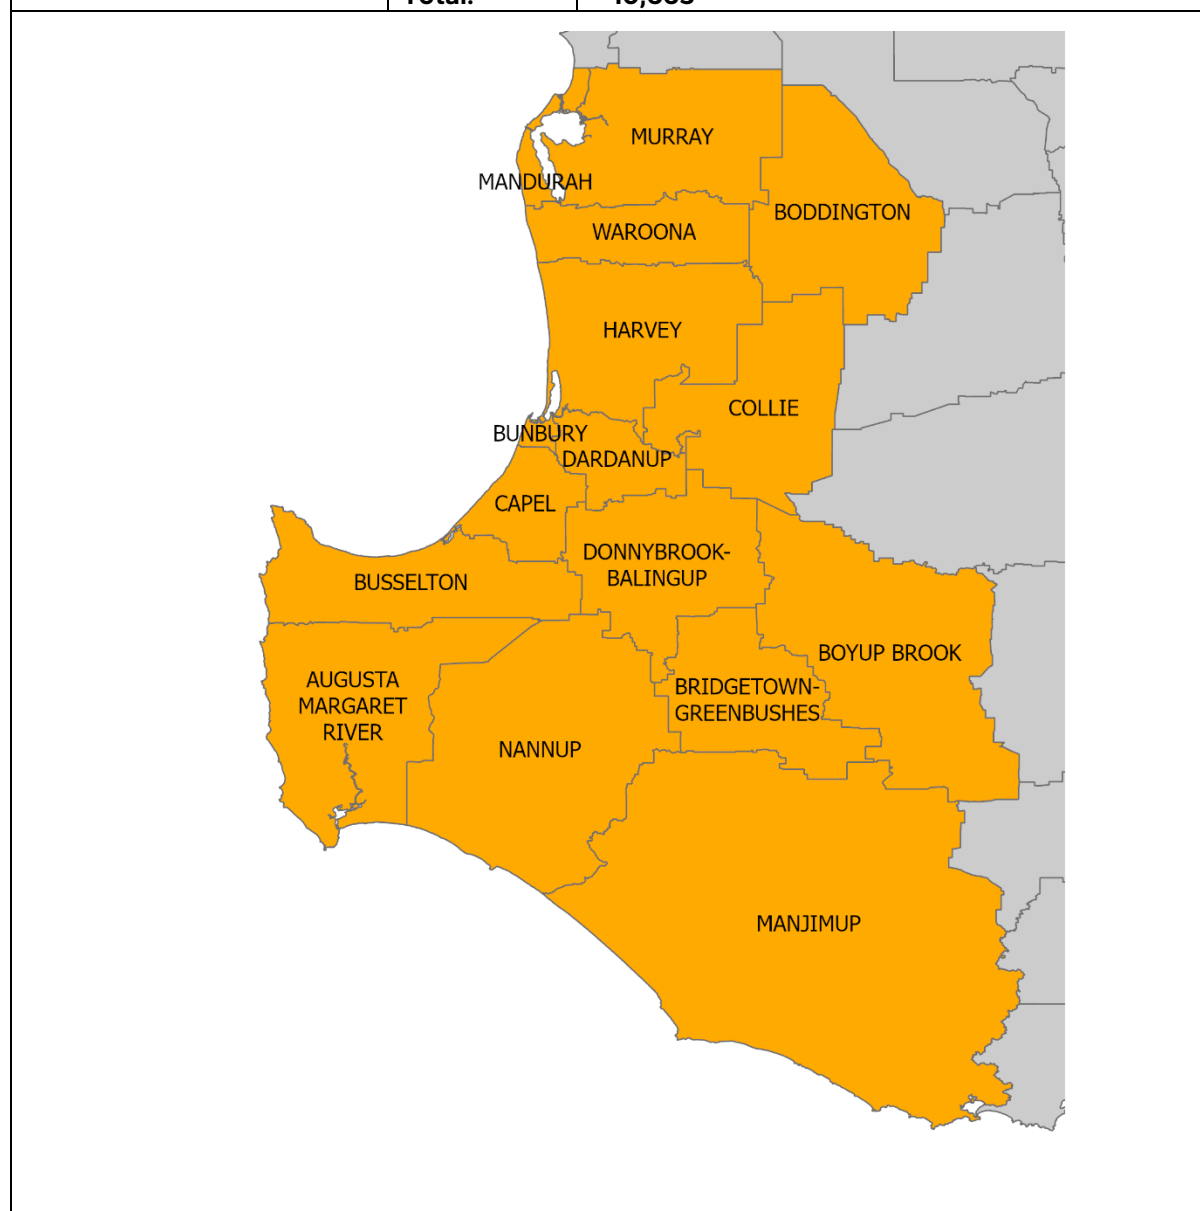 MURRAY
MANDURAH
BODDINGTON
WAROONA
HARVEY
COLLIE
BUNBURY
DARDANUP
CAPEL
DONNYBROOK-
BALINGUP
BUSSELTON
BOYUP BROOK
AUGUSTA
MARGARET
RIVER
BRIDGETOWN-
GREENBUSHES
NANNUP
MANJIMUP